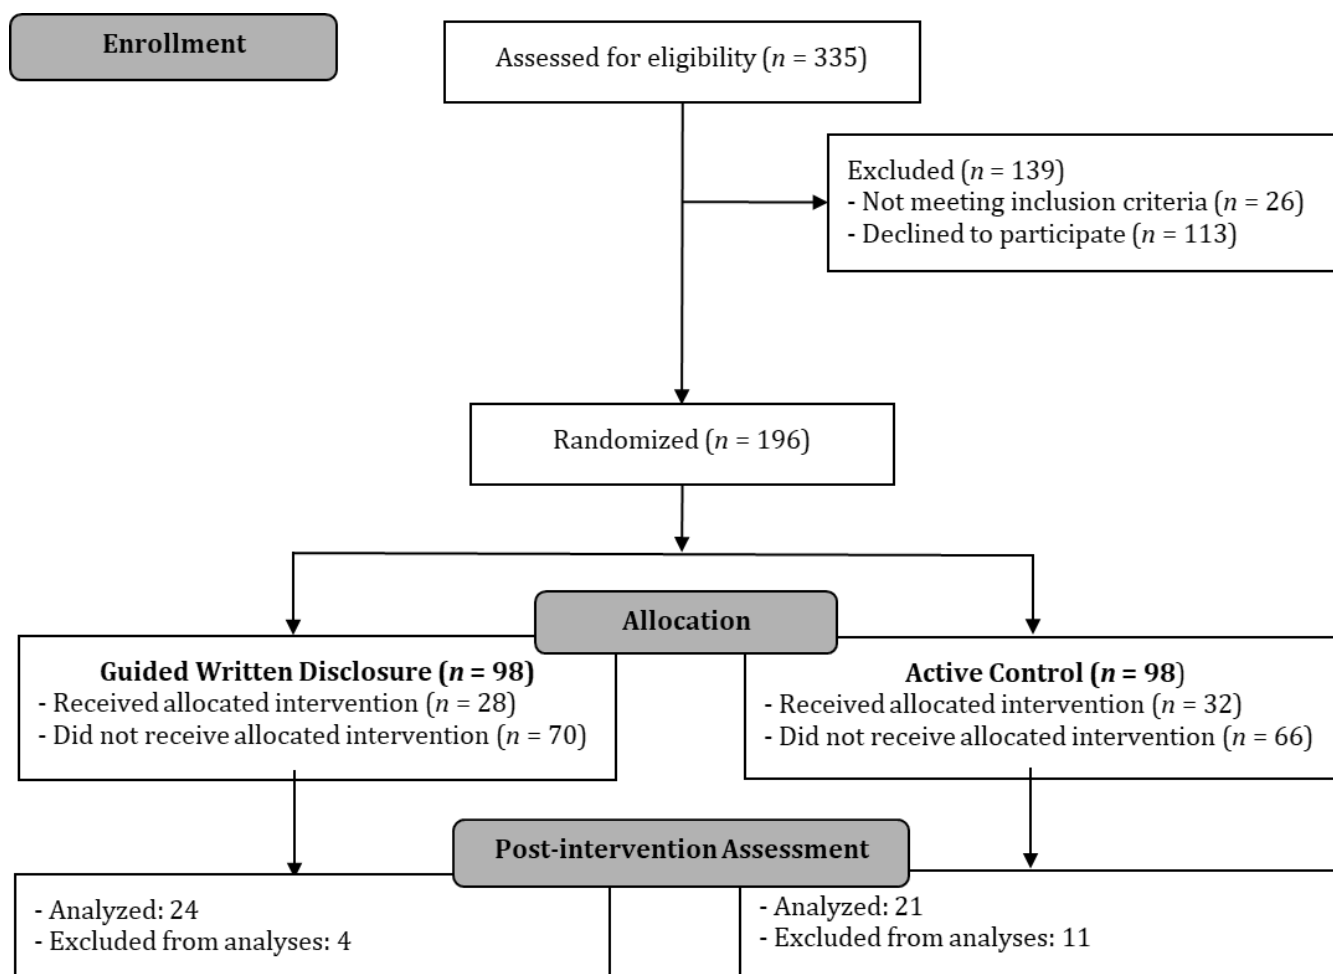 Enrollment
Assessed for eligibility (n = 335)
Excluded (n = 139)
- Not meeting inclusion criteria (n = 26)
- Declined to participate (n = 113)
Randomized (n = 196)
Allocation
Guided Written Disclosure (n = 98)
- Received allocated intervention (n = 28)
- Did not receive allocated intervention (n = 70)
Active Control (n = 98)
- Received allocated intervention (n = 32)
- Did not receive allocated intervention (n = 66)
Post-intervention Assessment
- Analyzed: 24
- Excluded from analyses: 4
- Analyzed: 21
- Excluded from analyses: 11